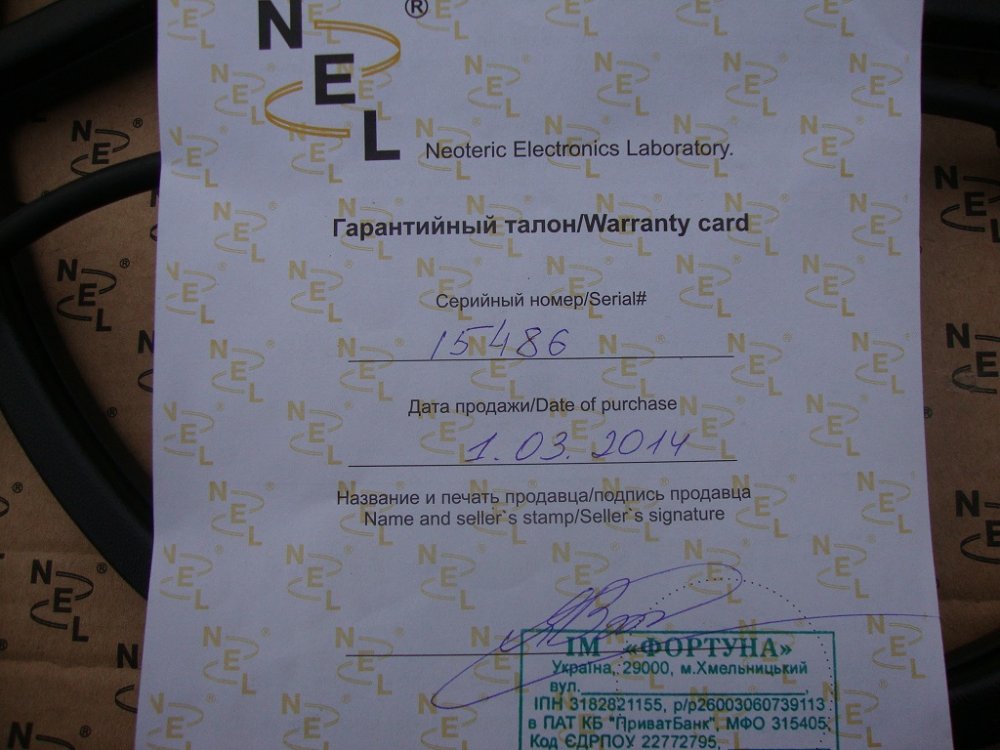 NEL ®
Neoteric Electronics Laboratory.
Гарантийный талон/Warranty card
Серийный номер/Serial#
15486
Дата продажи/Date of purchase
1.03.2014
Название и печать продавца/подпись продавца
Name and seller`s stamp/Seller`s signature
ІМ «ФОРТУНА»
Україна, 29000, м.Хмельницький
вул.
ІПН 3182821155, р/р26003060739113
в ПАТ КБ "ПриватБанк", МФО 315405
Код ЄДРПОУ 22772795